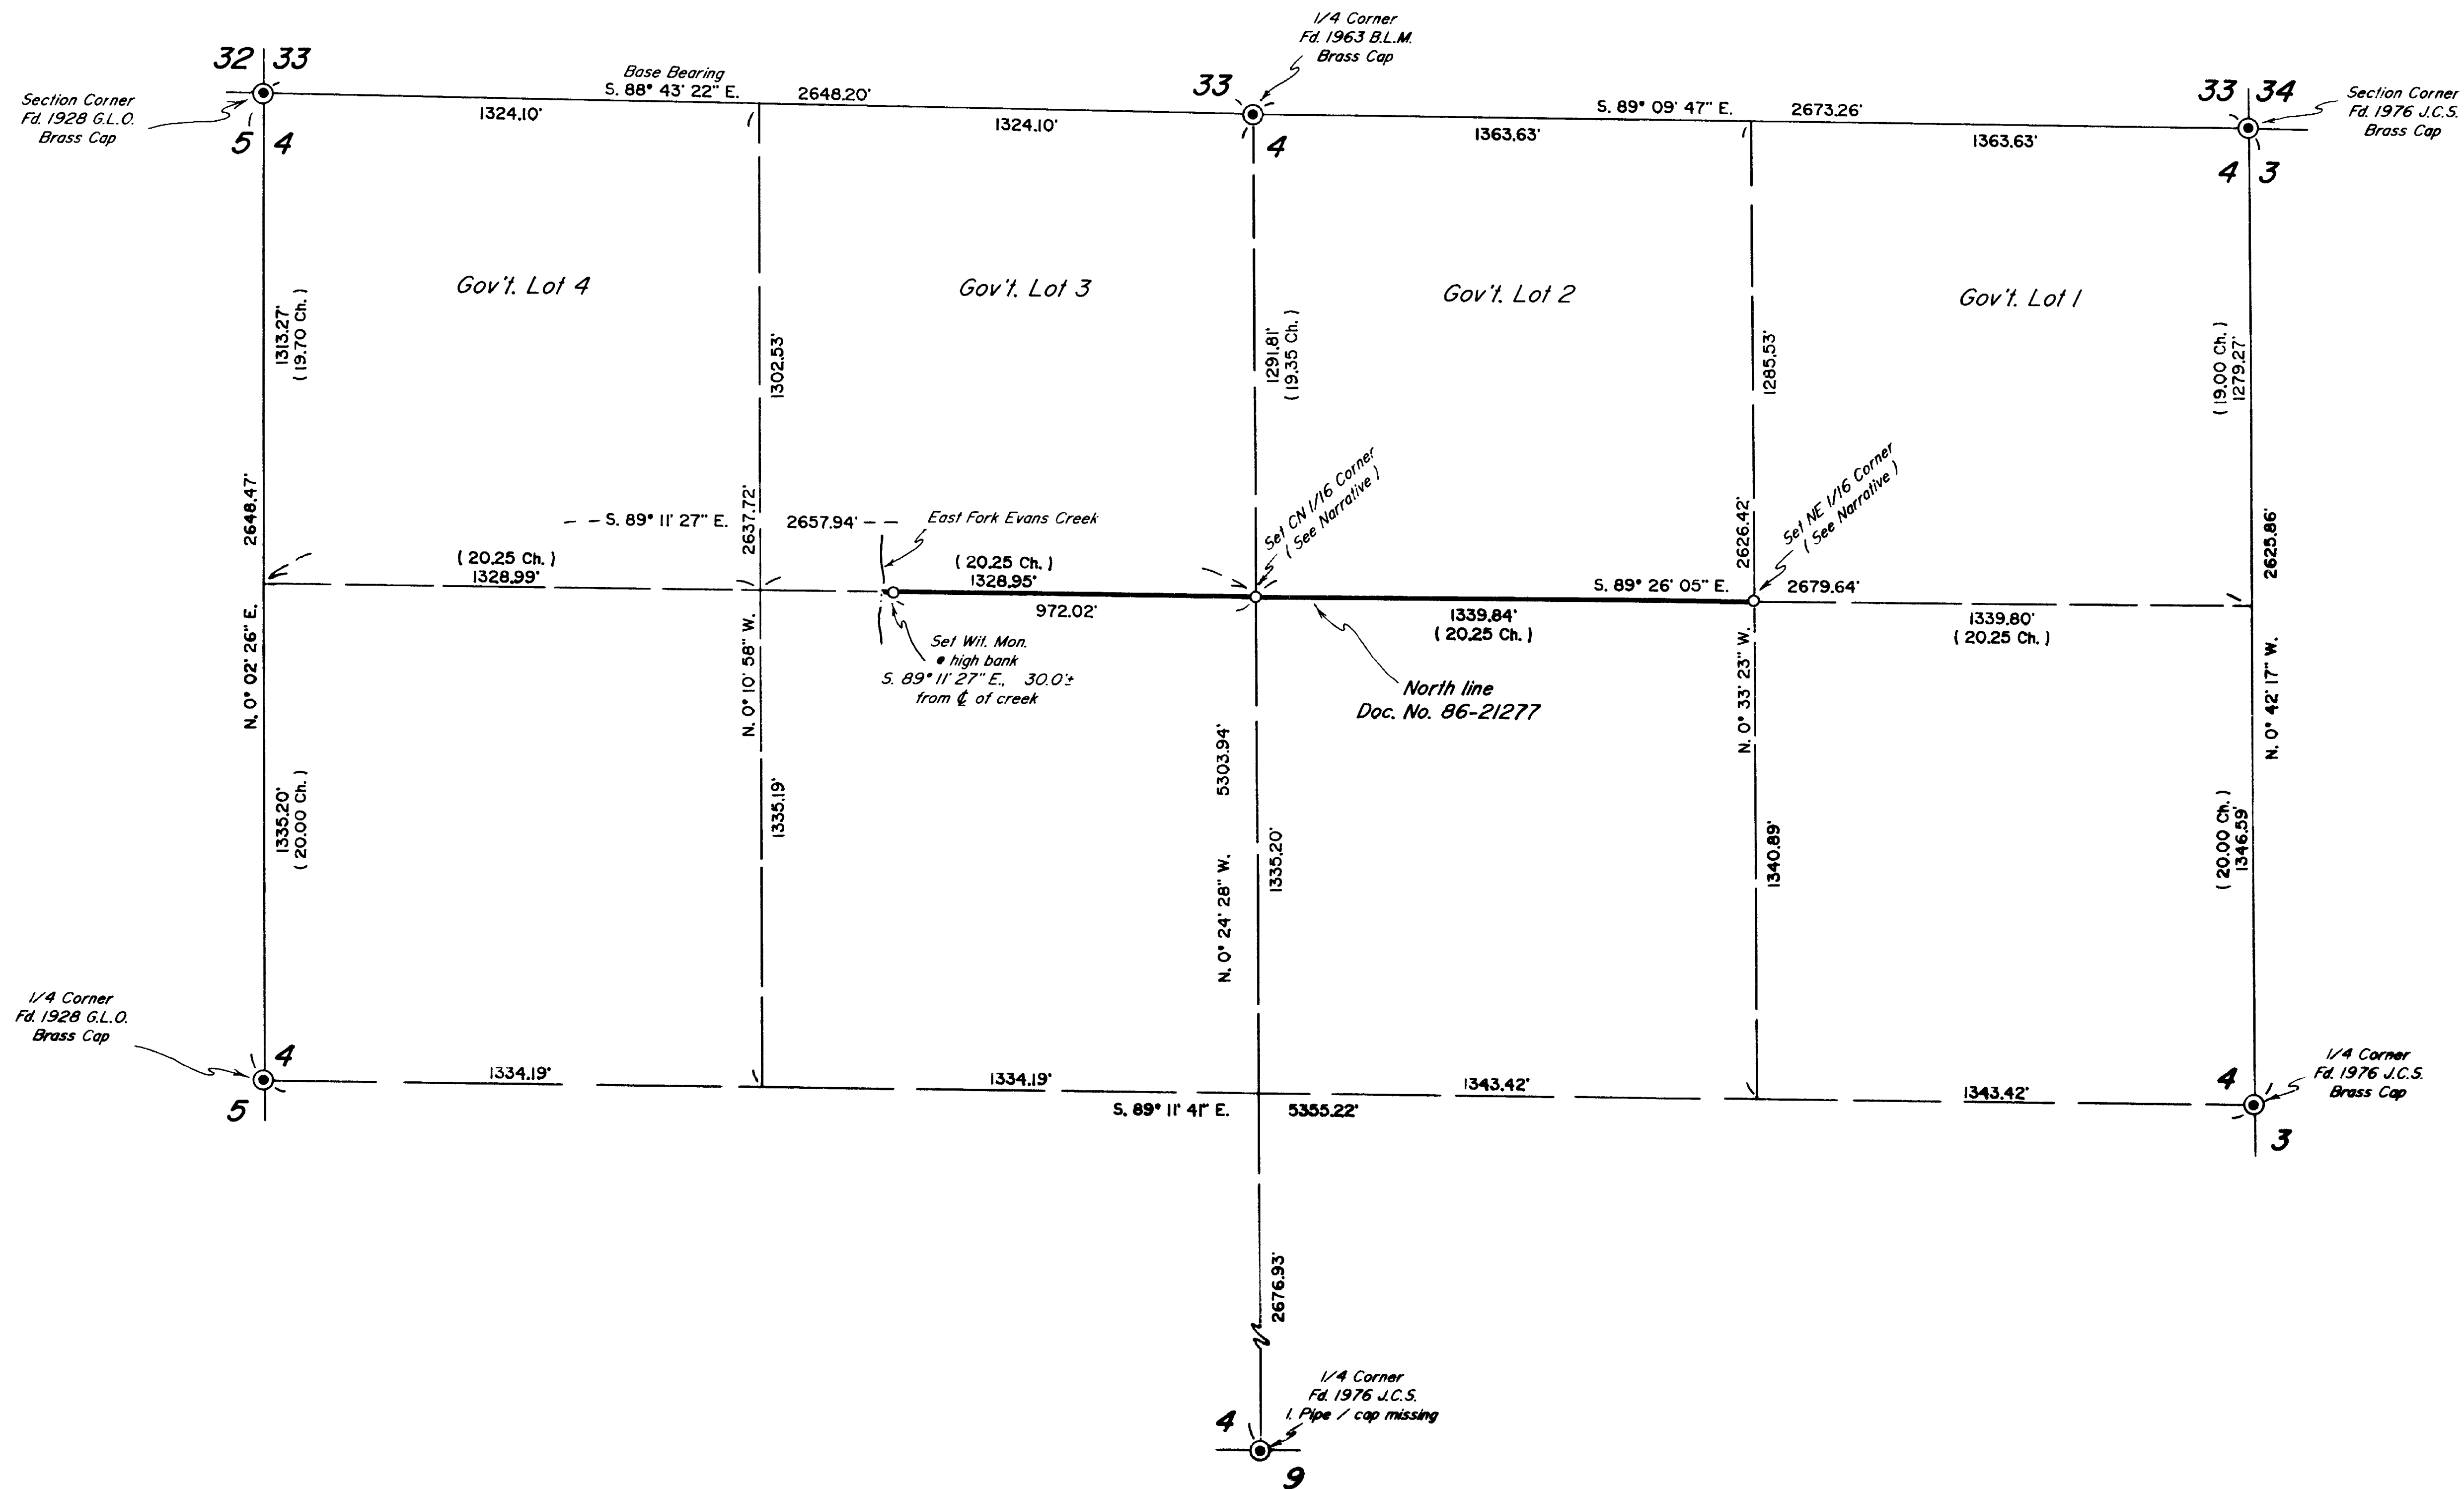 1/4 Corner
Fd. 1963 B.L.M.
Brass Cap
32 33
Section Corner
Fd. 1928 G.L.O.
Brass Cap
5 4
Base Bearing
S. 88° 43' 22" E. 2648.20'
1324.10'
1324.10'
33
4
S. 89° 09' 47" E. 2673.26'
1363.63'
1363.63'
33 34
Section Corner
Fd. 1976 J.C.S.
Brass Cap
4 3
Gov't. Lot 4
Gov't. Lot 3
Gov't. Lot 2
Gov't. Lot 1
1313.27'
( 19.70 Ch. )
1302.53'
1291.81'
( 19.35 Ch. )
1285.53'
( 19.00 Ch. )
1279.27'
2648.47'
S. 89° 11' 27" E. 2657.94'
2637.72'
East Fork Evans Creek
Set CN 1/16 Corner
( See Narrative )
Set NE 1/16 Corner
( See Narrative )
2626.42'
2625.86'
( 20.25 Ch. )
1328.99'
( 20.25 Ch. )
1328.95'
972.02'
S. 89° 26' 05" E. 2679.64'
1339.84'
( 20.25 Ch. )
1339.80'
( 20.25 Ch. )
N. 0° 02' 26" E.
N. 0° 10' 58" W.
Set Wit. Mon.
@ high bank
S. 89° 11' 27" E., 30.0'±
from ℄ of creek
North line
Doc. No. 86-21277
N. 0° 33' 23" W.
N. 0° 42' 17" W.
1335.20'
( 20.00 Ch. )
1335.19'
5303.94'
N. 0° 24' 28" W.
1335.20'
1340.89'
( 20.00 Ch. )
1346.59'
1/4 Corner
Fd. 1928 G.L.O.
Brass Cap
4
5
1334.19'
1334.19'
S. 89° 11' 41" E. 5355.22'
1343.42'
1343.42'
1/4 Corner
Fd. 1976 J.C.S.
Brass Cap
4
3
2676.93'
1/4 Corner
Fd. 1976 J.C.S.
I. Pipe / cap missing
4
9